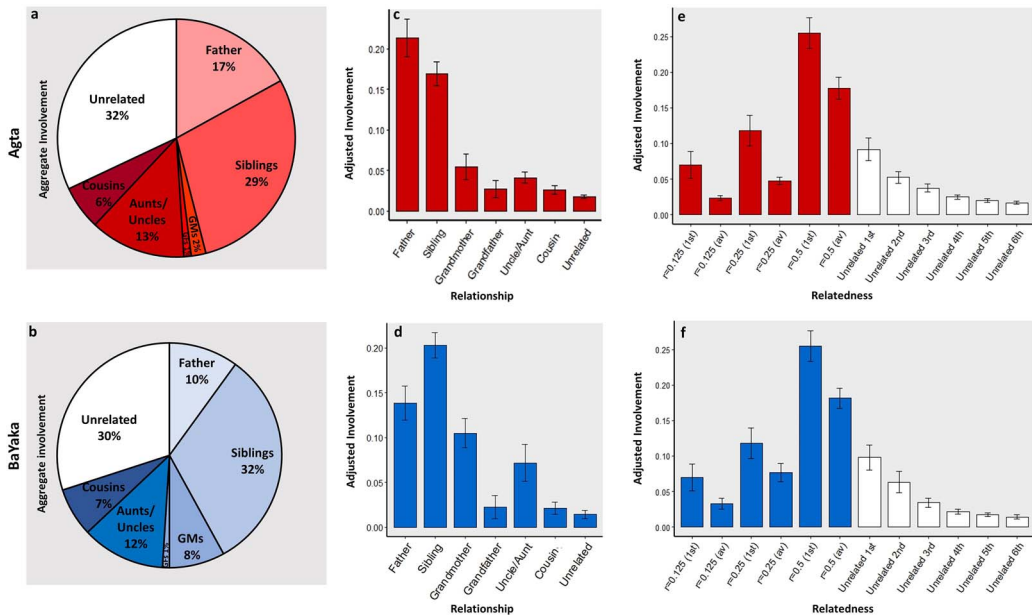 Agta
a
Aggregate Involvement
Father
17%
Siblings
29%
GMs 2%
Aunts/
Uncles
13%
Cousins
6%
Unrelated
32%
c
Adjusted Involvement
0.20
0.15
0.10
0.05
0.00
Father
Sibling
Grandmother
Grandfather
Uncle/Aunt
Cousin
Unrelated
Relationship
e
Adjusted Involvement
0.25
0.20
0.15
0.10
0.05
0.00
r=0.125 (1st)
r=0.125 (av)
r=0.25 (1st)
r=0.25 (av)
r=0.5 (1st)
r=0.5 (av)
Unrelated 1st
Unrelated 2nd
Unrelated 3rd
Unrelated 4th
Unrelated 5th
Unrelated 6th
Relatedness
BaYaka
b
Aggregate involvement
Father
10%
Siblings
32%
GMs
8%
Aunts/
Uncles
12%
Cousins
7%
Unrelated
30%
d
Adjusted Involvement
0.20
0.15
0.10
0.05
0.00
Father
Sibling
Grandmother
Grandfather
Uncle/Aunt
Cousin
Unrelated
Relationship
f
Adjusted Involvement
0.25
0.20
0.15
0.10
0.05
0.00
r=0.125 (1st)
r=0.125 (av)
r=0.25 (1st)
r=0.25 (av)
r=0.5 (1st)
r=0.5 (av)
Unrelated 1st
Unrelated 2nd
Unrelated 3rd
Unrelated 4th
Unrelated 5th
Unrelated 6th
Relatedness